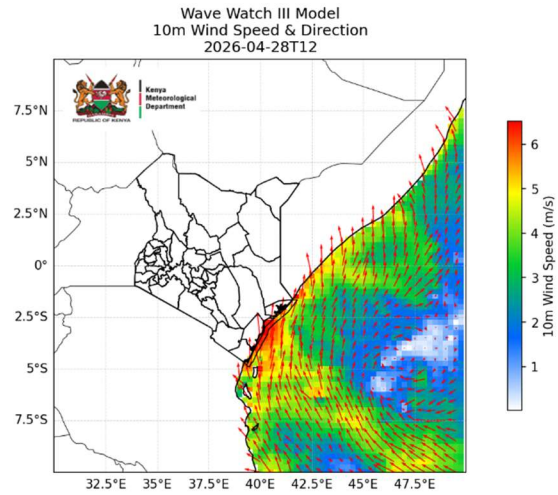 Wave Watch III Model
10m Wind Speed & Direction
2026-04-28T12
Kenya
Meteorological
Department
REPUBLIC OF KENYA
7.5°N
5°N
2.5°N
0°
2.5°S
5°S
7.5°S
32.5°E 35°E 37.5°E 40°E 42.5°E 45°E 47.5°E
6
5
4
3
2
1
10m Wind Speed (m/s)